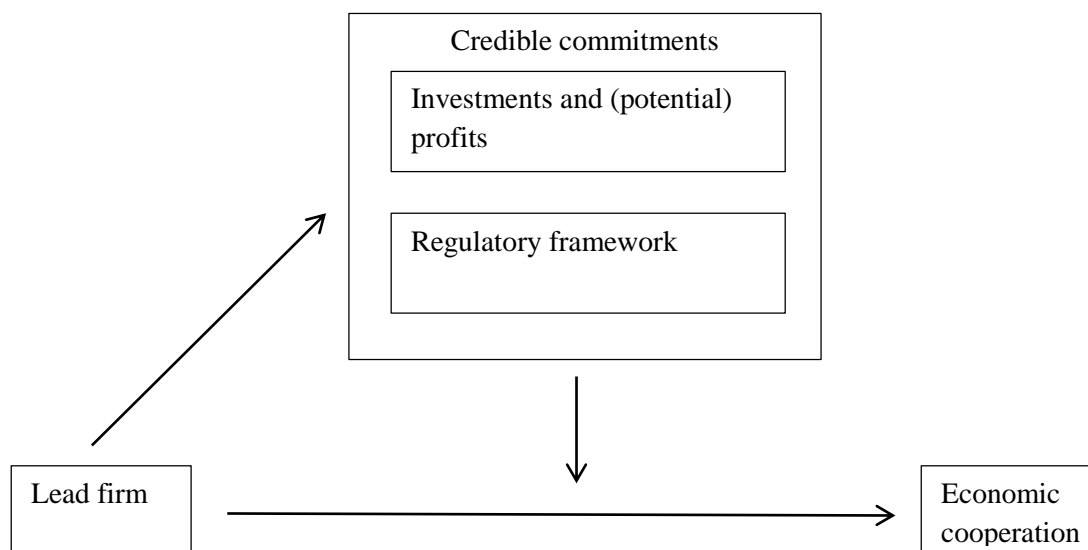 Credible commitments
Investments and (potential)
profits
Regulatory framework
Lead firm
Economic
cooperation